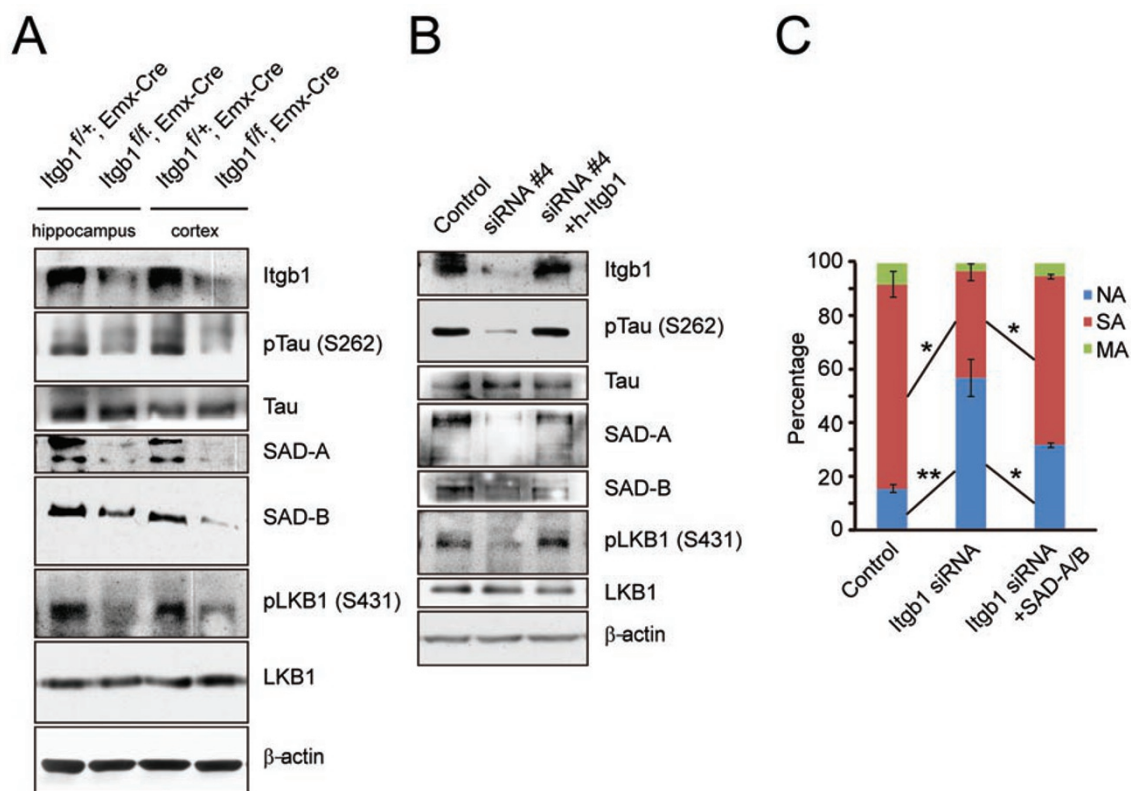 A
Itgb1 f/+; Emx-Cre
Itgb1 f/f; Emx-Cre
Itgb1 f/+; Emx-Cre
Itgb1 f/f; Emx-Cre
hippocampus
cortex
Itgb1
pTau (S262)
Tau
SAD-A
SAD-B
pLKB1 (S431)
LKB1
β-actin
B
Control
siRNA #4
siRNA #4
+h-Itgb1
Itgb1
pTau (S262)
Tau
SAD-A
SAD-B
pLKB1 (S431)
LKB1
β-actin
C
Percentage
100
80
60
40
20
0
*
*
**
*
NA
SA
MA
Control
Itgb1 siRNA
Itgb1 siRNA
+SAD-A/B